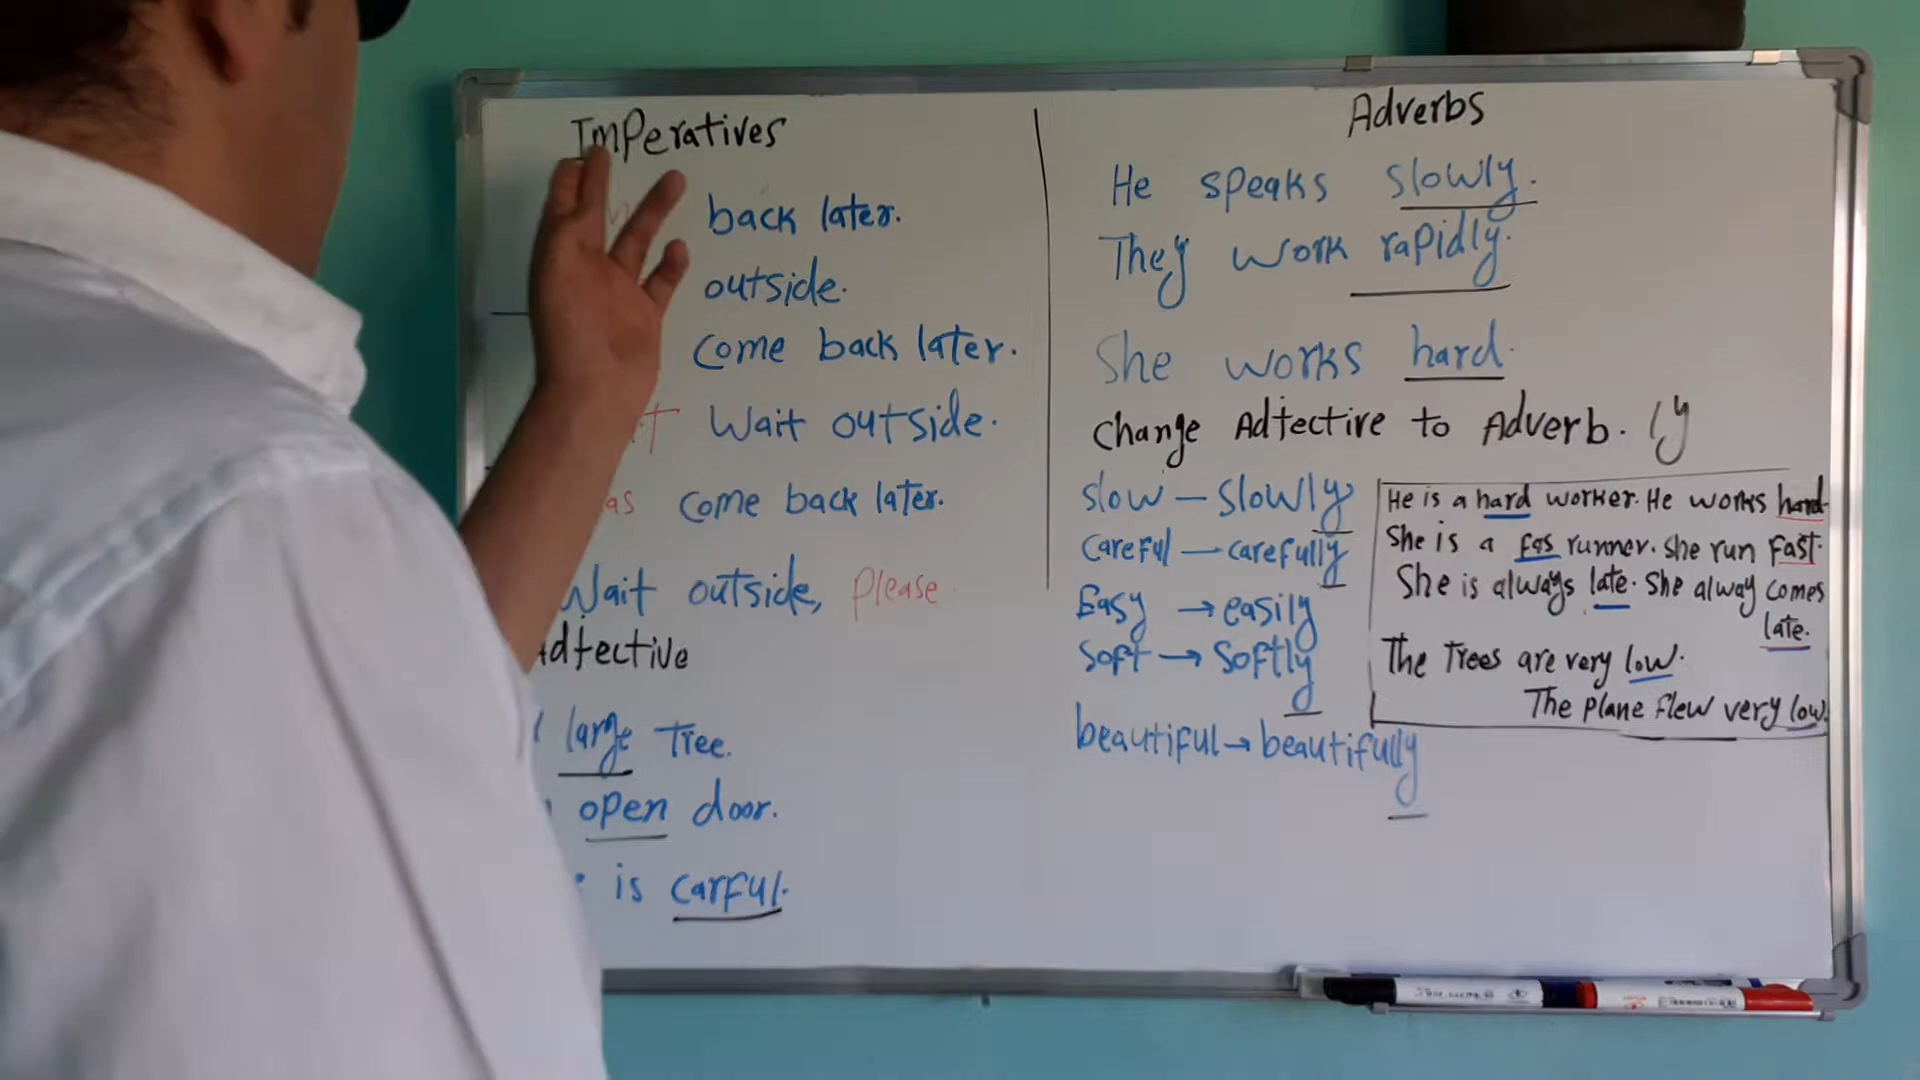 Imperatives
back later.
outside.
Come back later.
Wait outside.
as come back later.
Wait outside, Please
Adtective
large Tree.
open door.
is carful.
Adverbs
He speaks slowly.
They work rapidly.
She works hard.
change Adtective to Adverb. ly
slow – slowly
careful — carefully
Easy → easily
Soft → Softly
beautiful → beautifully
He is a hard worker. He works hard.
She is a fas runner. she run Fast.
She is always late. She alway comes
late.
The Trees are very low.
The plane flew very low.